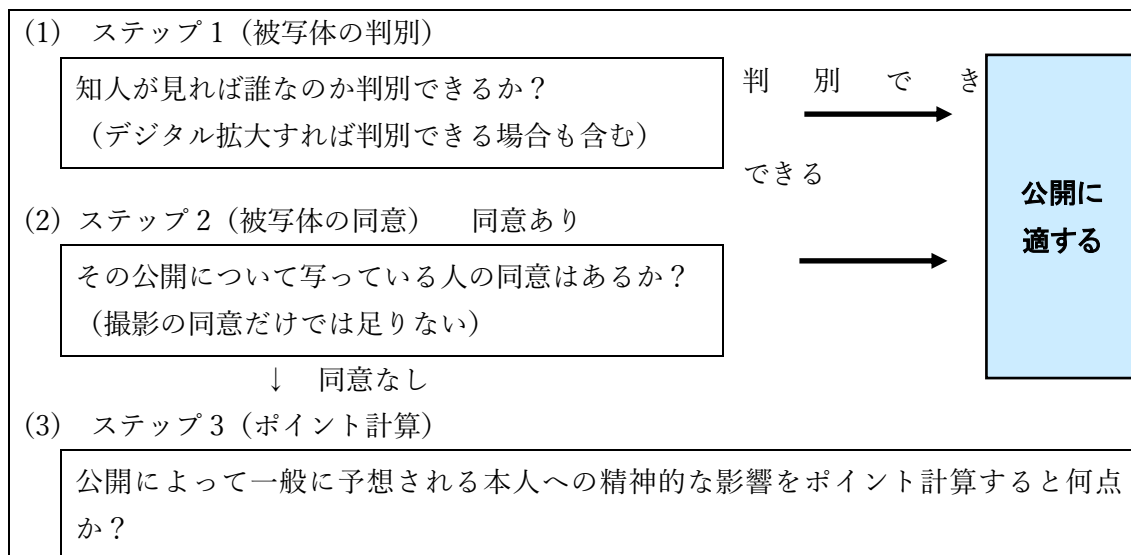 (1) ステップ1(被写体の判別)
知人が見れば誰なのか判別できるか?
(デジタル拡大すれば判別できる場合も含む)
判 別 で き
できる
(2) ステップ2(被写体の同意) 同意あり
その公開について写っている人の同意はあるか?
(撮影の同意だけでは足りない)
公開に
適する
↓ 同意なし
(3) ステップ3(ポイント計算)
公開によって一般に予想される本人への精神的な影響をポイント計算すると何点
か?